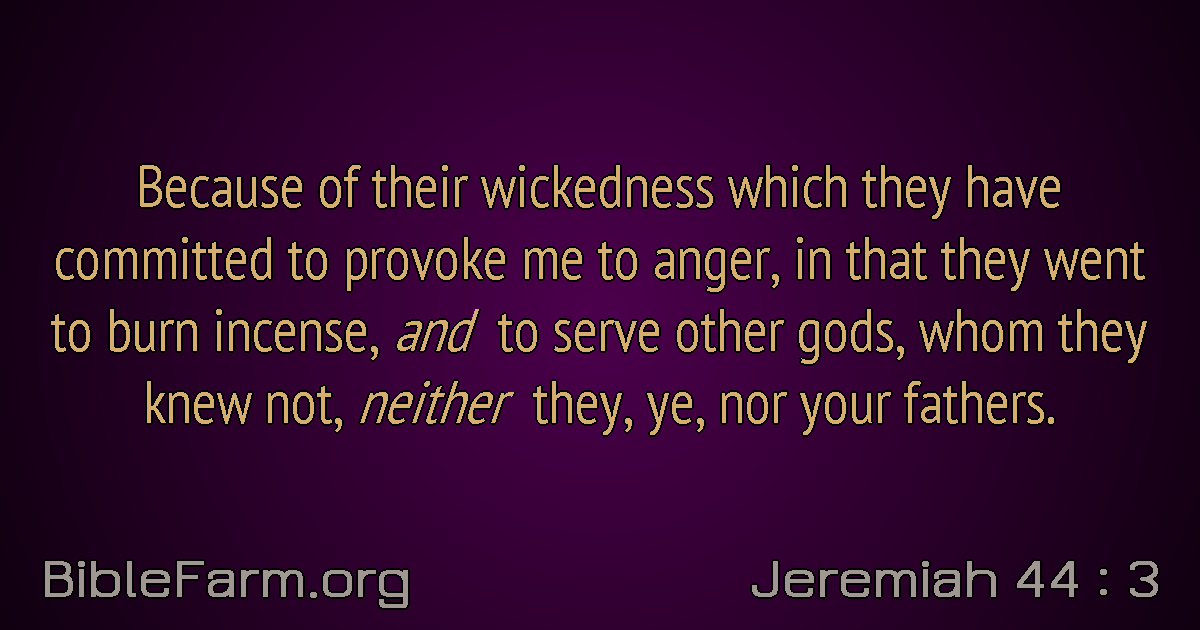 Because of their wickedness which they have
committed to provoke me to anger, in that they went
to burn incense, and to serve other gods, whom they
knew not, neither they, ye, nor your fathers.
BibleFarm.org
Jeremiah 44 : 3